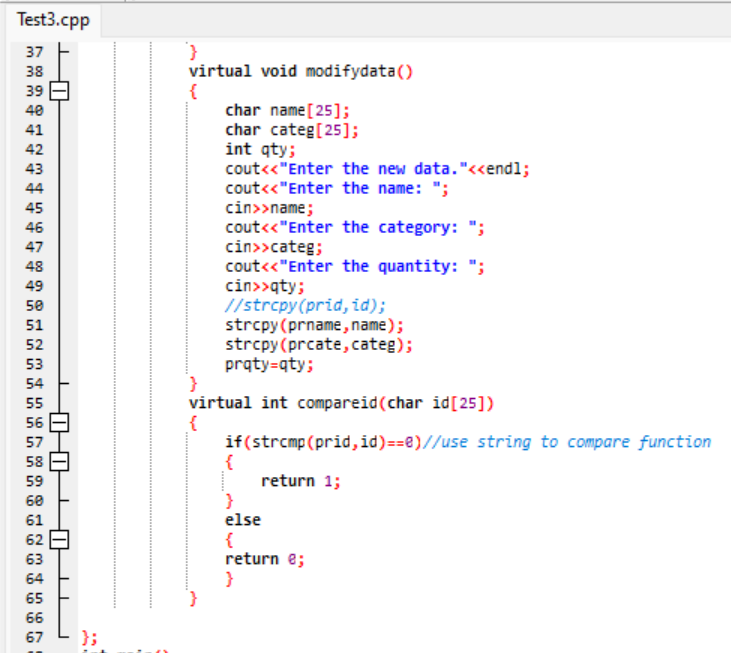 Test3.cpp
37 }
38 virtual void modifydata()
39 {
40 char name[25];
41 char categ[25];
42 int qty;
43 cout<<"Enter the new data."<<endl;
44 cout<<"Enter the name: ";
45 cin>>name;
46 cout<<"Enter the category: ";
47 cin>>categ;
48 cout<<"Enter the quantity: ";
49 cin>>qty;
50 //strcpy(prid,id);
51 strcpy(prname,name);
52 strcpy(prcate,categ);
53 prqty=qty;
54 }
55 virtual int compareid(char id[25])
56 {
57 if(strcmp(prid,id)==0)//use string to compare function
58 {
59 return 1;
60 }
61 else
62 {
63 return 0;
64 }
65 }
66
67 };
int main()